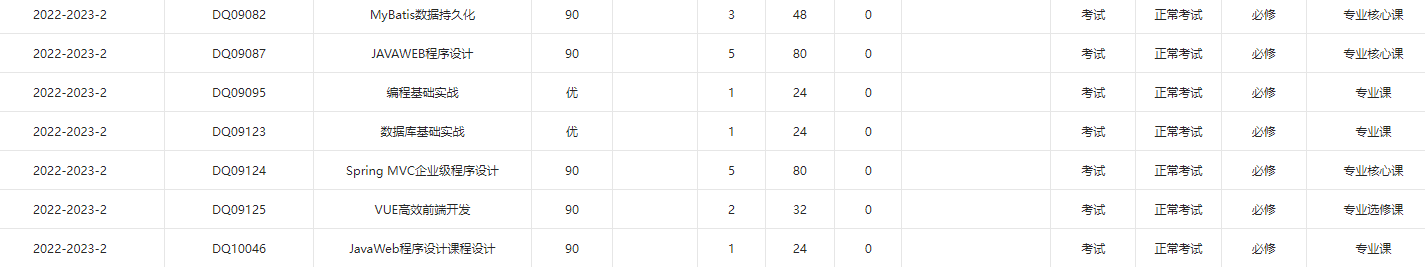 2022-2023-2 DQ09082 MyBatis数据持久化 90 3 48 0 考试 正常考试 必修 专业核心课
2022-2023-2 DQ09087 JAVAWEB程序设计 90 5 80 0 考试 正常考试 必修 专业核心课
2022-2023-2 DQ09095 编程基础实战 优 1 24 0 考试 正常考试 必修 专业课
2022-2023-2 DQ09123 数据库基础实战 优 1 24 0 考试 正常考试 必修 专业课
2022-2023-2 DQ09124 Spring MVC企业级程序设计 90 5 80 0 考试 正常考试 必修 专业核心课
2022-2023-2 DQ09125 VUE高效前端开发 90 2 32 0 考试 正常考试 必修 专业选修课
2022-2023-2 DQ10046 JavaWeb程序设计课程设计 90 1 24 0 考试 正常考试 必修 专业课